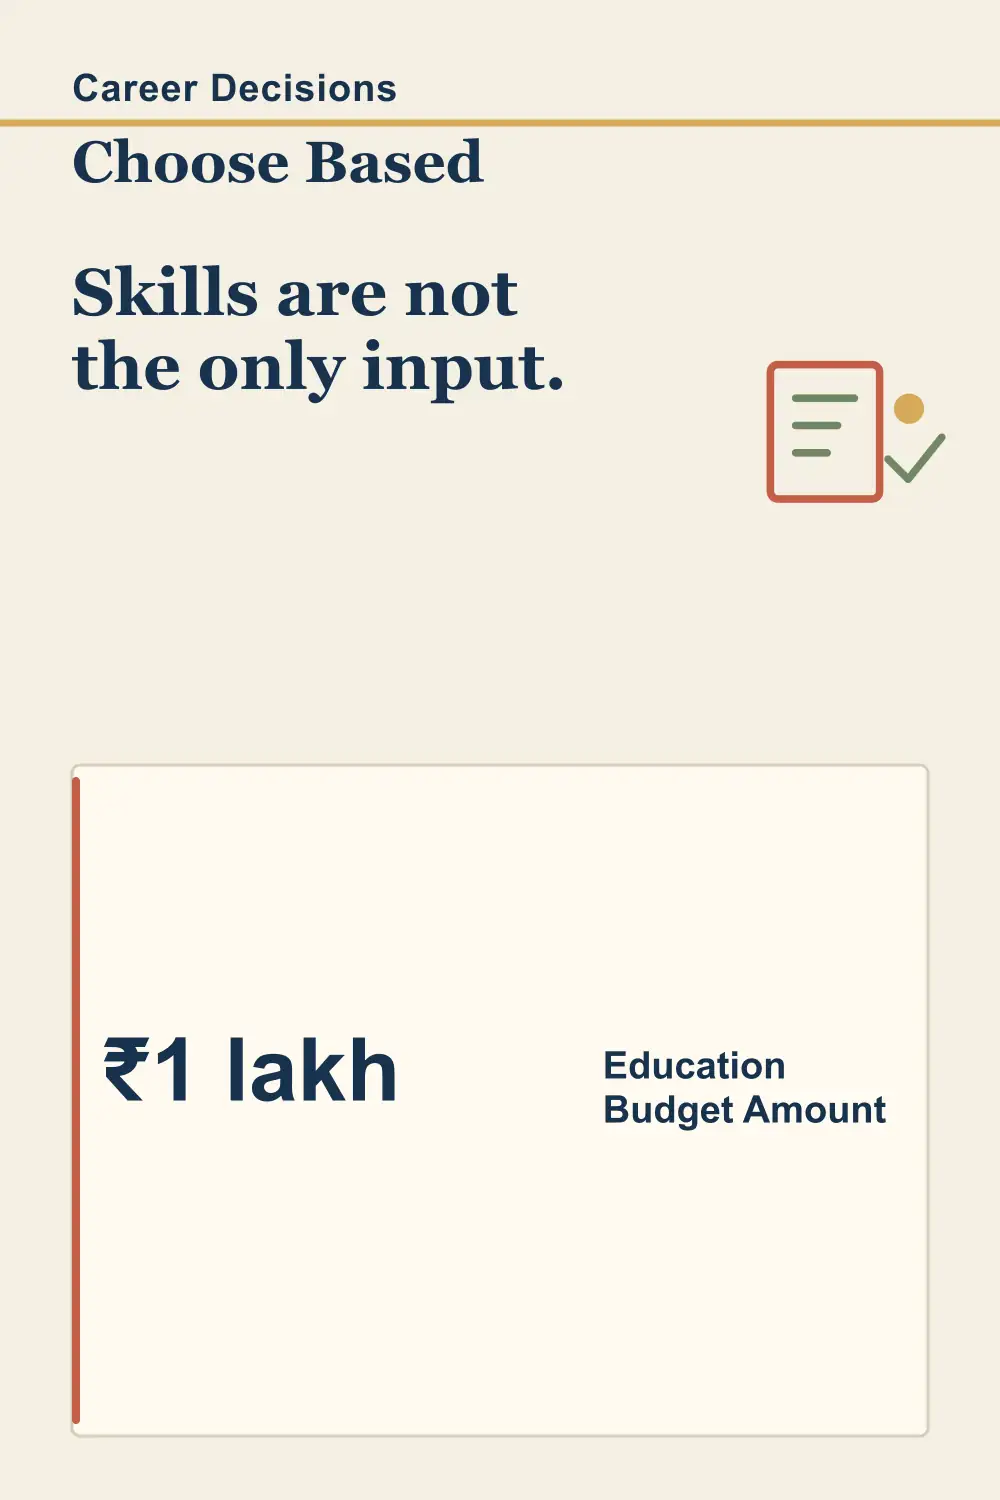 Career Decisions
Choose Based
Skills are not
the only input.
₹1 lakh
Education
Budget Amount